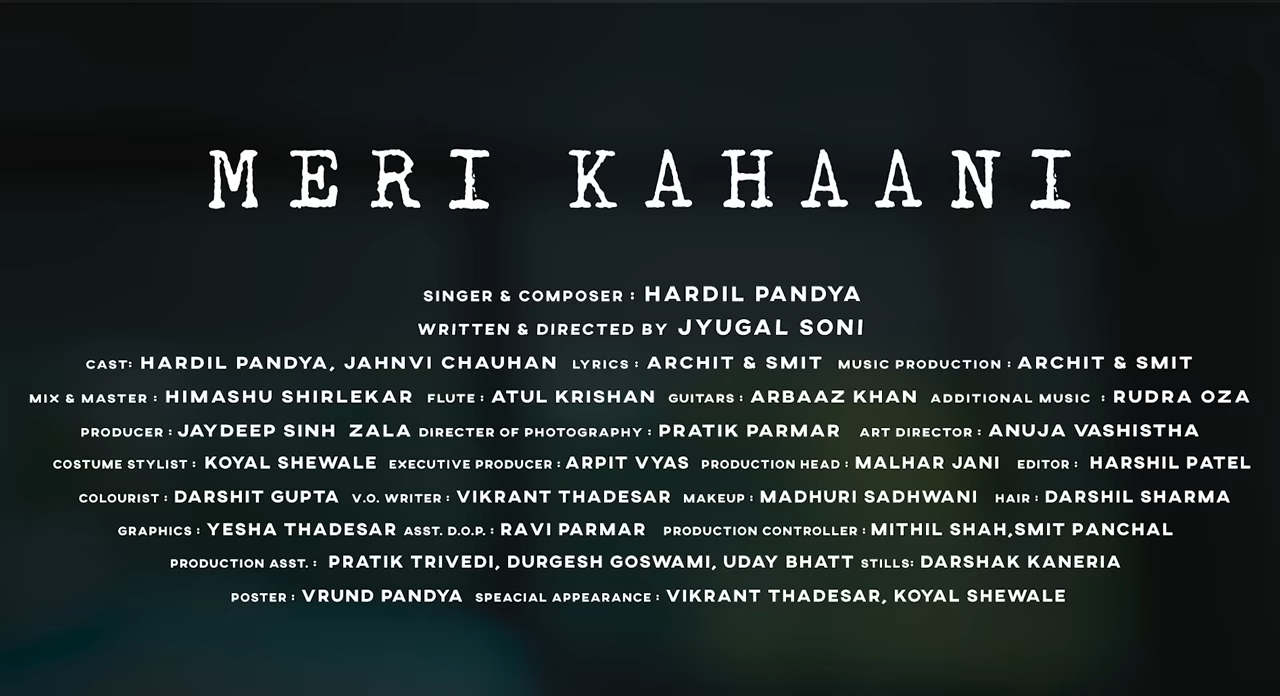 MERI KAHAANI
SINGER & COMPOSER : HARDIL PANDYA
WRITTEN & DIRECTED BY JYUGAL SONI
CAST: HARDIL PANDYA, JAHNVI CHAUHAN LYRICS : ARCHIT & SMIT MUSIC PRODUCTION : ARCHIT & SMIT
MIX & MASTER : HIMASHU SHIRLEKAR FLUTE : ATUL KRISHAN GUITARS : ARBAAZ KHAN ADDITIONAL MUSIC : RUDRA OZA
PRODUCER : JAYDEEP SINH ZALA DIRECTER OF PHOTOGRAPHY : PRATIK PARMAR ART DIRECTOR : ANUJA VASHISTHA
COSTUME STYLIST : KOYAL SHEWALE EXECUTIVE PRODUCER : ARPIT VYAS PRODUCTION HEAD : MALHAR JANI EDITOR : HARSHIL PATEL
COLOURIST : DARSHIT GUPTA V.O. WRITER : VIKRANT THADESAR MAKEUP : MADHURI SADHWANI HAIR : DARSHIL SHARMA
GRAPHICS : YESHA THADESAR ASST. D.O.P. : RAVI PARMAR PRODUCTION CONTROLLER : MITHIL SHAH,SMIT PANCHAL
PRODUCTION ASST. : PRATIK TRIVEDI, DURGESH GOSWAMI, UDAY BHATT STILLS: DARSHAK KANERIA
POSTER : VRUND PANDYA SPEACIAL APPEARANCE : VIKRANT THADESAR, KOYAL SHEWALE